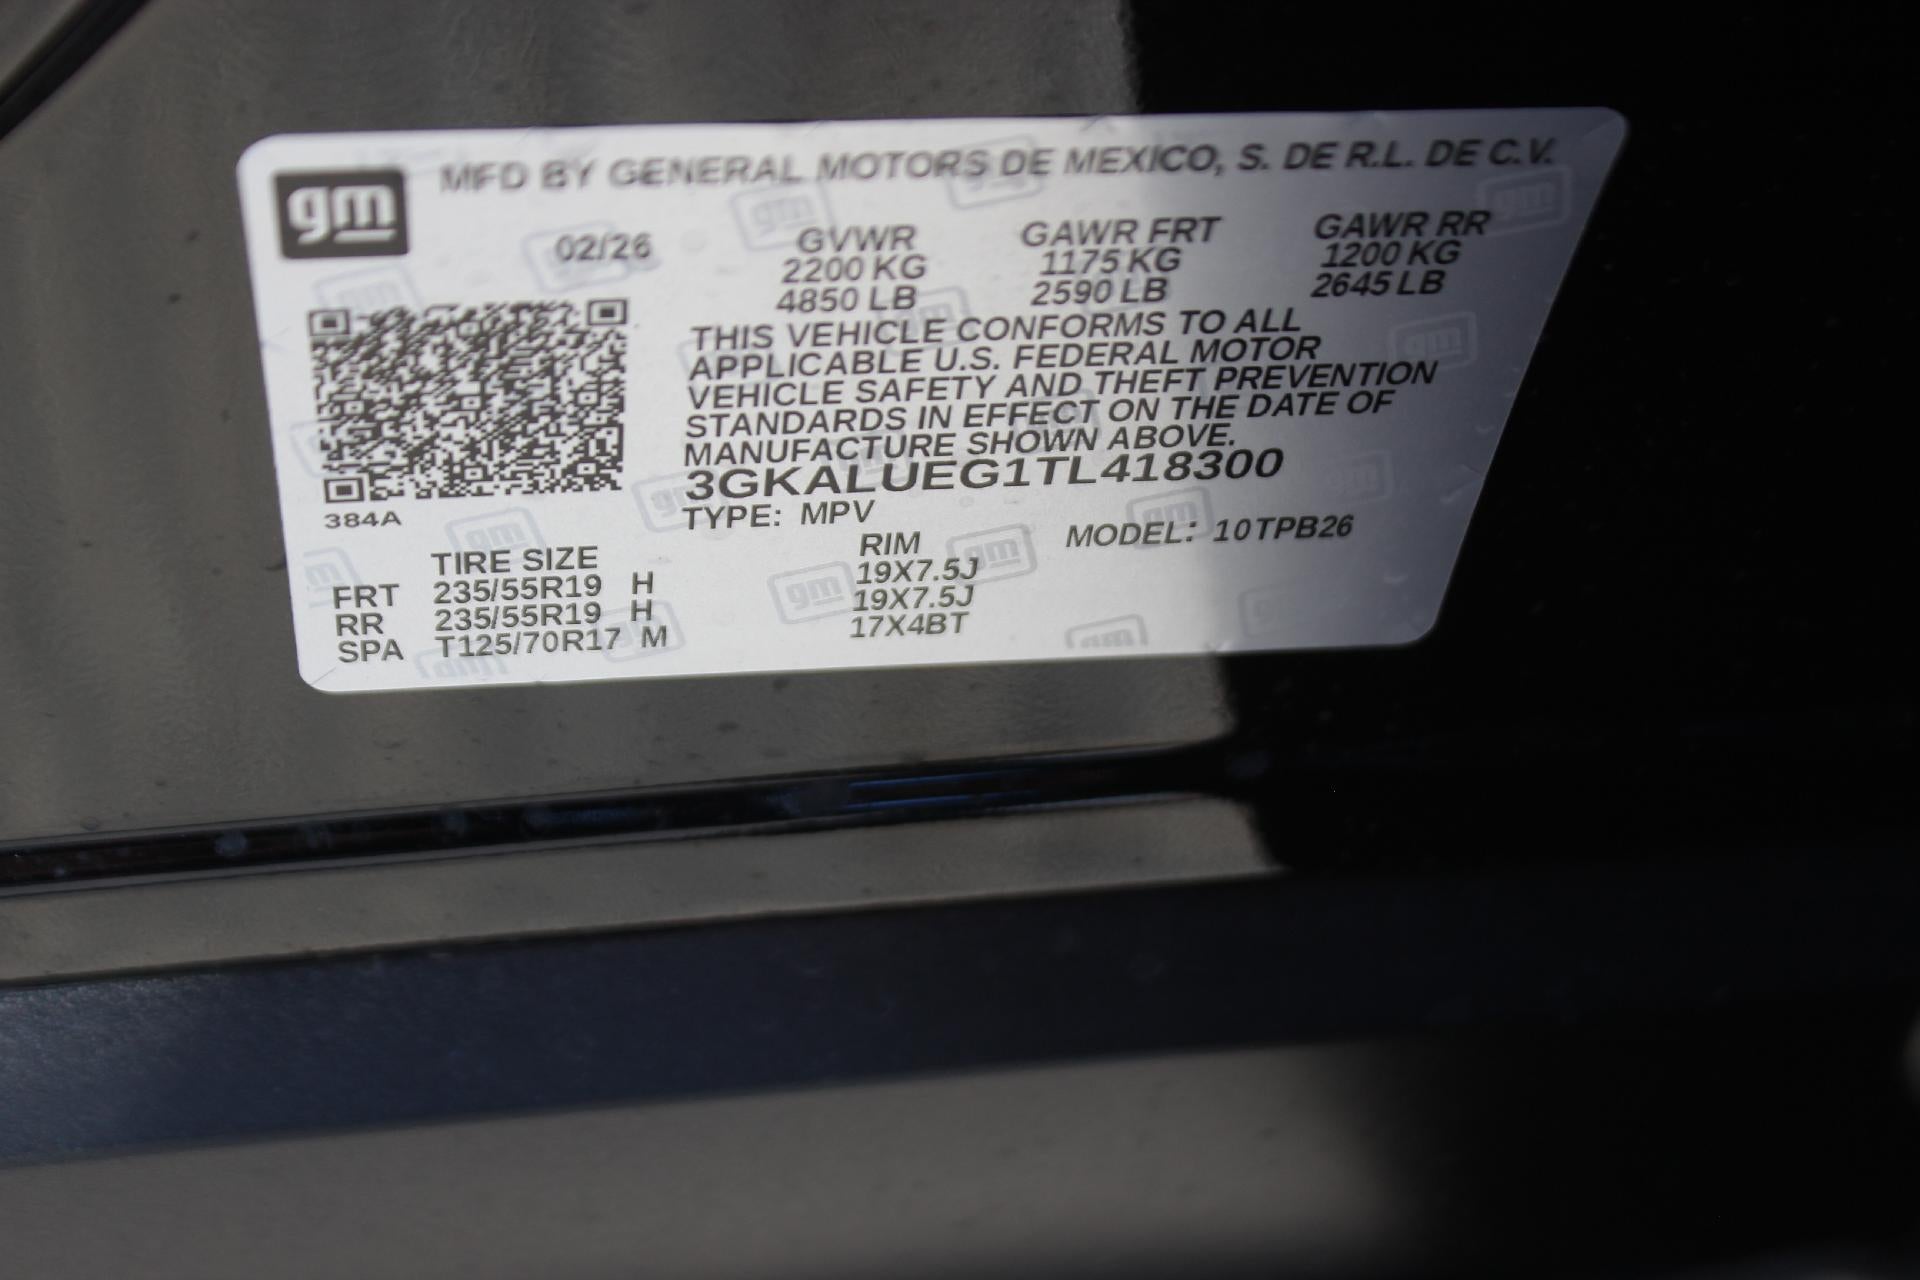 gm MFD BY GENERAL MOTORS DE MEXICO, S. DE R.L. DE C.V.
02/26 GVWR GAWR FRT GAWR RR
2200 KG 1175 KG 1200 KG
4850 LB 2590 LB 2645 LB
THIS VEHICLE CONFORMS TO ALL
APPLICABLE U.S. FEDERAL MOTOR
VEHICLE SAFETY AND THEFT PREVENTION
STANDARDS IN EFFECT ON THE DATE OF
MANUFACTURE SHOWN ABOVE.
3GKALUEG1TL418300
384A TYPE: MPV MODEL: 10TPB26
TIRE SIZE RIM
FRT 235/55R19 H 19X7.5J
RR 235/55R19 H 19X7.5J
SPA T125/70R17 M 17X4BT